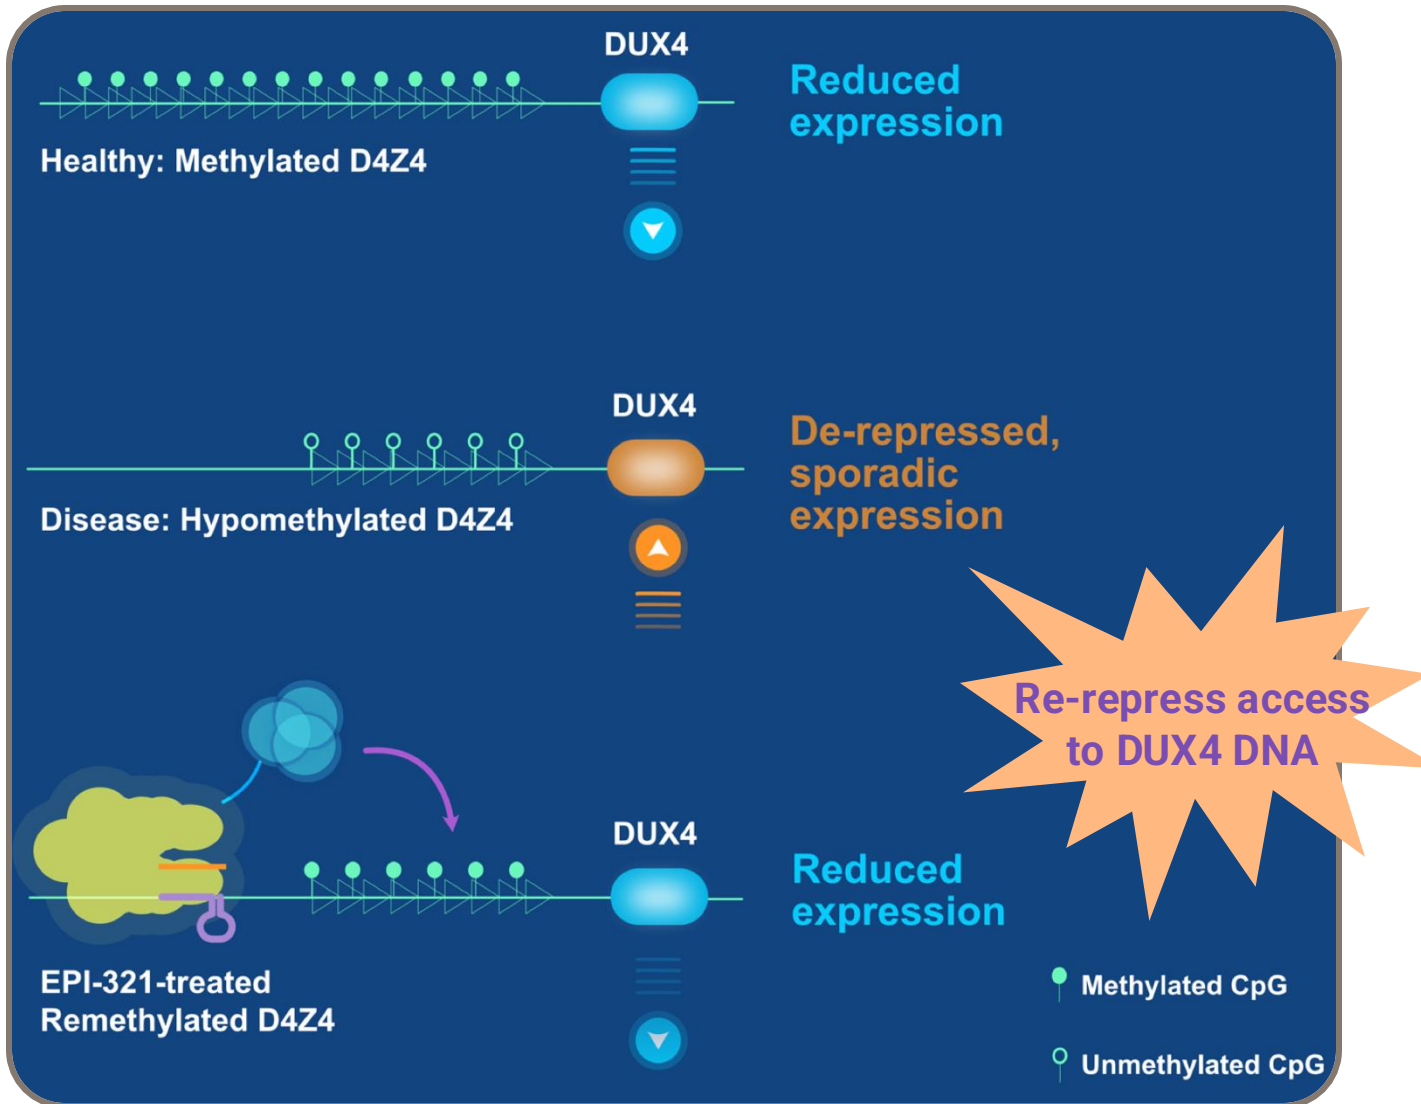 DUX4
Reduced
expression
Healthy: Methylated D4Z4
DUX4
De-repressed,
sporadic
expression
Disease: Hypomethylated D4Z4
Re-repress access
to DUX4 DNA
DUX4
Reduced
expression
EPI-321-treated
Remethylated D4Z4
Methylated CpG
Unmethylated CpG